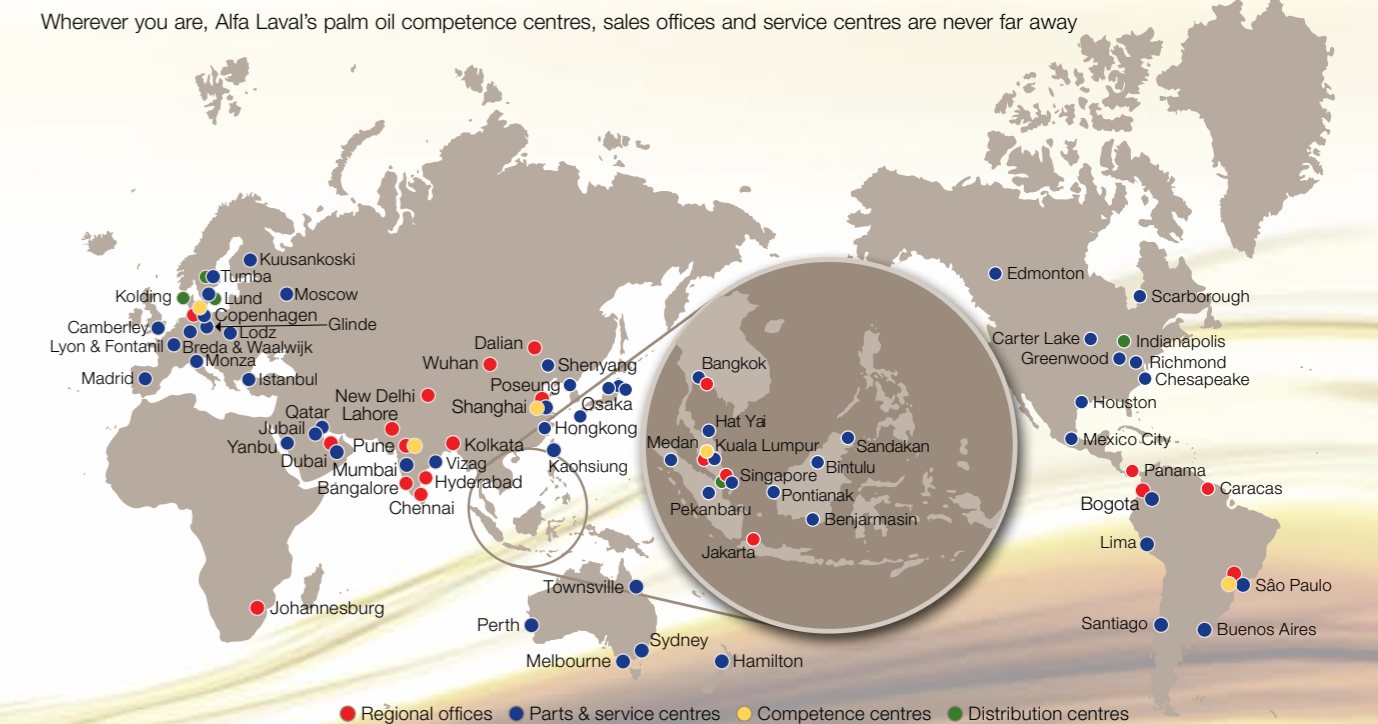 Wherever you are, Alfa Laval’s palm oil competence centres, sales offices and service centres are never far away
Kuusankoski
Tumba
Kolding
Lund
Moscow
Copenhagen
Glinde
Camberley
Lodz
Lyon & Fontanil
Breda & Waalwijk
Monza
Madrid
Istanbul
Dalian
Wuhan
Shenyang
Poseung
New Delhi
Lahore
Shanghai
Osaka
Qatar
Jubail
Yanbu
Dubai
Pune
Kolkata
Hongkong
Mumbai
Vizag
Kaohsiung
Bangalore
Hyderabad
Chennai
Johannesburg
Townsville
Perth
Sydney
Melbourne
Hamilton
Bangkok
Hat Yai
Medan
Kuala Lumpur
Sandakan
Bintulu
Singapore
Pontianak
Pekanbaru
Benjarmasin
Jakarta
Edmonton
Scarborough
Carter Lake
Indianapolis
Greenwood
Richmond
Chesapeake
Houston
Mexico City
Panama
Caracas
Bogota
Lima
Sâo Paulo
Santiago
Buenos Aires
Regional offices
Parts & service centres
Competence centres
Distribution centres